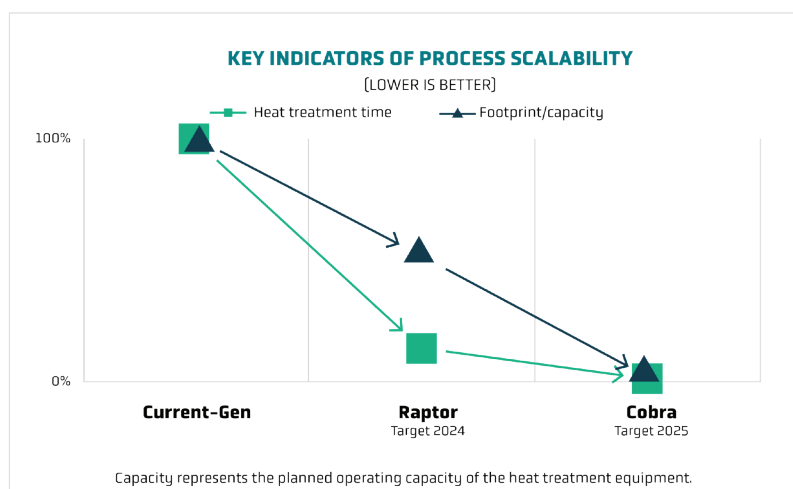 KEY INDICATORS OF PROCESS SCALABILITY
(LOWER IS BETTER)
Heat treatment time
Footprint/capacity
100%
0%
Current-Gen
Raptor
Target 2024
Cobra
Target 2025
Capacity represents the planned operating capacity of the heat treatment equipment.